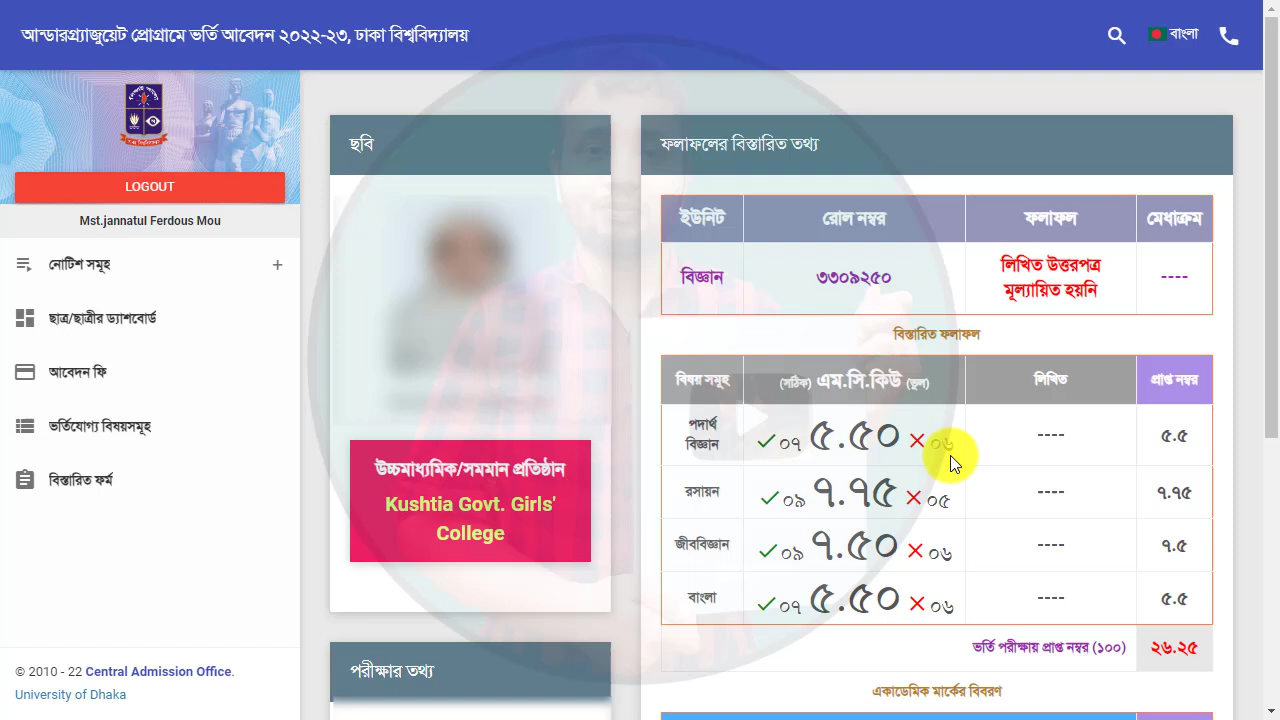 আন্ডারগ্র্যাজুয়েট প্রোগ্রামে ভর্তি আবেদন ২০২২-২৩, ঢাকা বিশ্ববিদ্যালয়
বাংলা
LOGOUT
Mst.jannatul Ferdous Mou
নোটিশ সমূহ +
ছাত্র/ছাত্রীর ড্যাশবোর্ড
আবেদন ফি
ভর্তিযোগ্য বিষয়সমূহ
বিস্তারিত ফর্ম
© 2010 - 22 Central Admission Office.
University of Dhaka
ছবি
উচ্চমাধ্যমিক/সমমান প্রতিষ্ঠান
Kushtia Govt. Girls'
College
পরীক্ষার তথ্য
ফলাফলের বিস্তারিত তথ্য
ইউনিট রোল নম্বর ফলাফল মেধাক্রম
বিজ্ঞান ৩৩০৯২৫০ লিখিত উত্তরপত্র মূল্যায়িত হয়নি ----
বিস্তারিত ফলাফল
বিষয় সমূহ (সঠিক) এম.সি.কিউ (ভুল) লিখিত প্রাপ্ত নম্বর
পদার্থ বিজ্ঞান ✓০৭ ৫.৫০ ×০৬ ---- ৫.৫
রসায়ন ✓০৯ ৭.৭৫ ×০৫ ---- ৭.৭৫
জীববিজ্ঞান ✓০৯ ৭.৫০ ×০৬ ---- ৭.৫
বাংলা ✓০৭ ৫.৫০ ×০৬ ---- ৫.৫
ভর্তি পরীক্ষায় প্রাপ্ত নম্বর (১০০) ২৬.২৫
একাডেমিক মার্কের বিবরণ